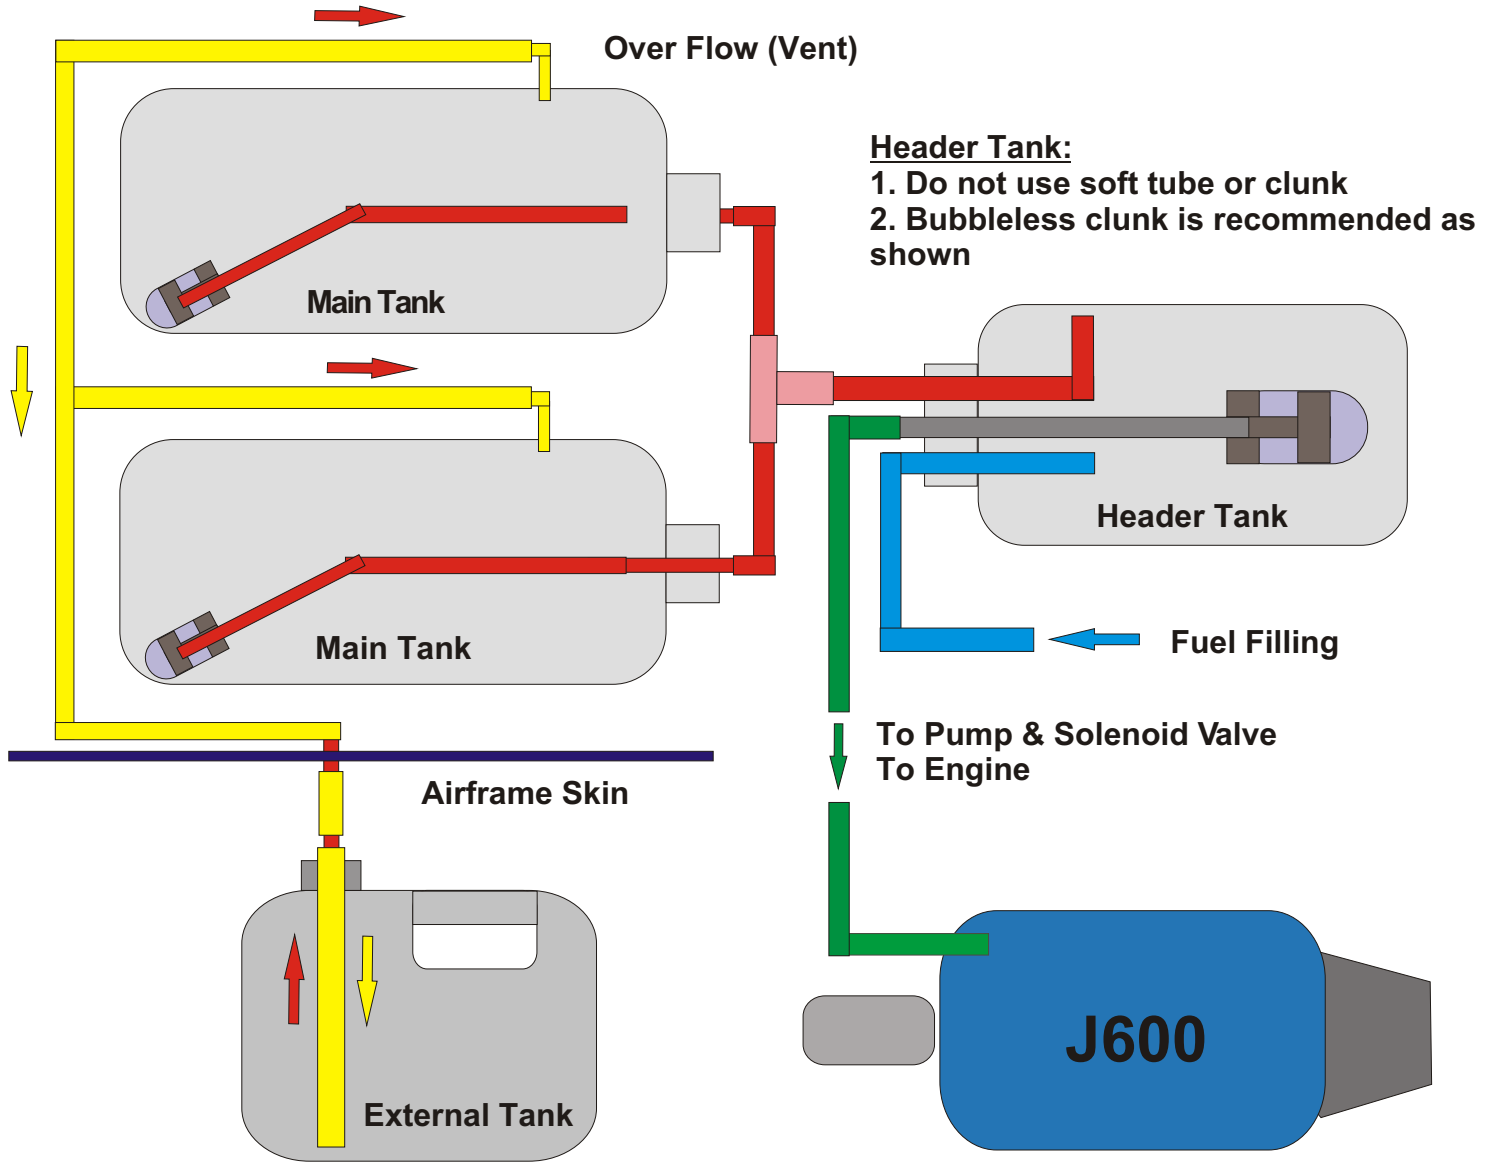 Over Flow (Vent)
Header Tank:
1. Do not use soft tube or clunk
2. Bubbleless clunk is recommended as
shown
Main Tank
Header Tank
Main Tank
Fuel Filling
To Pump & Solenoid Valve
To Engine
Airframe Skin
J600
External Tank